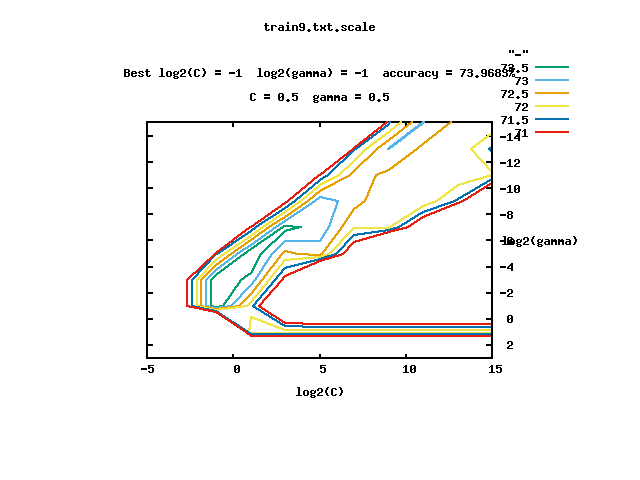 train9.txt.scale
"-"
Best log2(C) = -1 log2(gamma) = -1 accuracy = 73.9689%
73.5
73
C = 0.5 gamma = 0.5
72.5
72
71.5
71
-14
-12
-10
-8
-6
log2(gamma)
-4
-2
0
2
-5 0 5 10 15
log2(C)